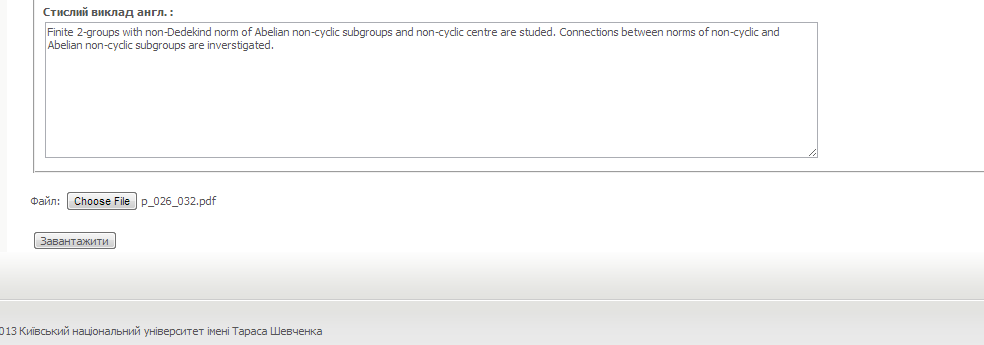 Стислий виклад англ. :
Finite 2-groups with non-Dedekind norm of Abelian non-cyclic subgroups and non-cyclic centre are studed. Connections between norms of non-cyclic and
Abelian non-cyclic subgroups are inverstigated.
Файл: Choose File p_026_032.pdf
Завантажити
013 Київський національний університет імені Тараса Шевченка